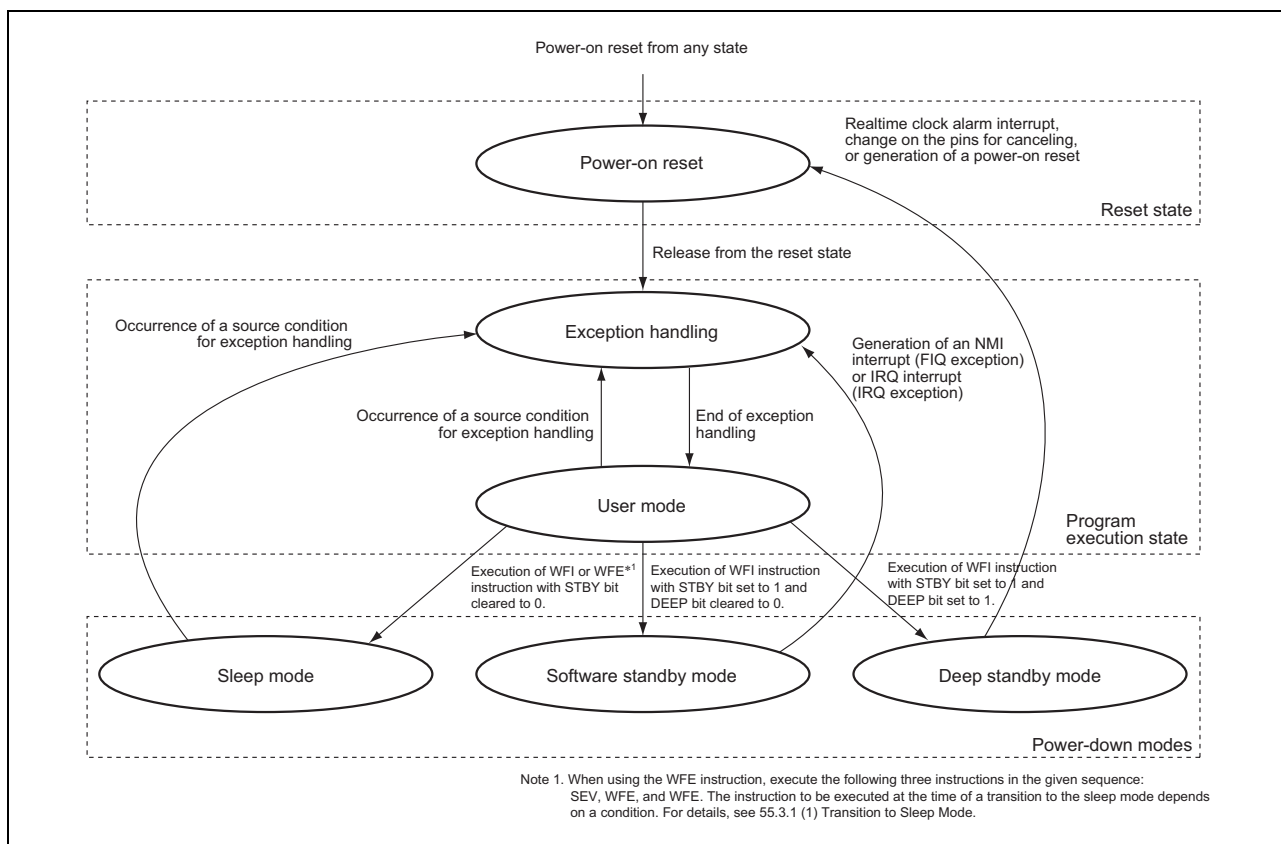 Power-on reset from any state
Realtime clock alarm interrupt,
change on the pins for canceling,
or generation of a power-on reset
Power-on reset
Reset state
Release from the reset state
Occurrence of a source condition
for exception handling
Exception handling
Generation of an NMI
interrupt (FIQ exception)
or IRQ interrupt
(IRQ exception)
Occurrence of a source condition
for exception handling
End of exception
handling
User mode
Program
execution state
Execution of WFI or WFE*1
instruction with STBY bit
cleared to 0.
Execution of WFI instruction
with STBY bit set to 1 and
DEEP bit cleared to 0.
Execution of WFI instruction
with STBY bit set to 1 and
DEEP bit set to 1.
Sleep mode
Software standby mode
Deep standby mode
Power-down modes
Note 1. When using the WFE instruction, execute the following three instructions in the given sequence:
SEV, WFE, and WFE. The instruction to be executed at the time of a transition to the sleep mode depends
on a condition. For details, see 55.3.1 (1) Transition to Sleep Mode.